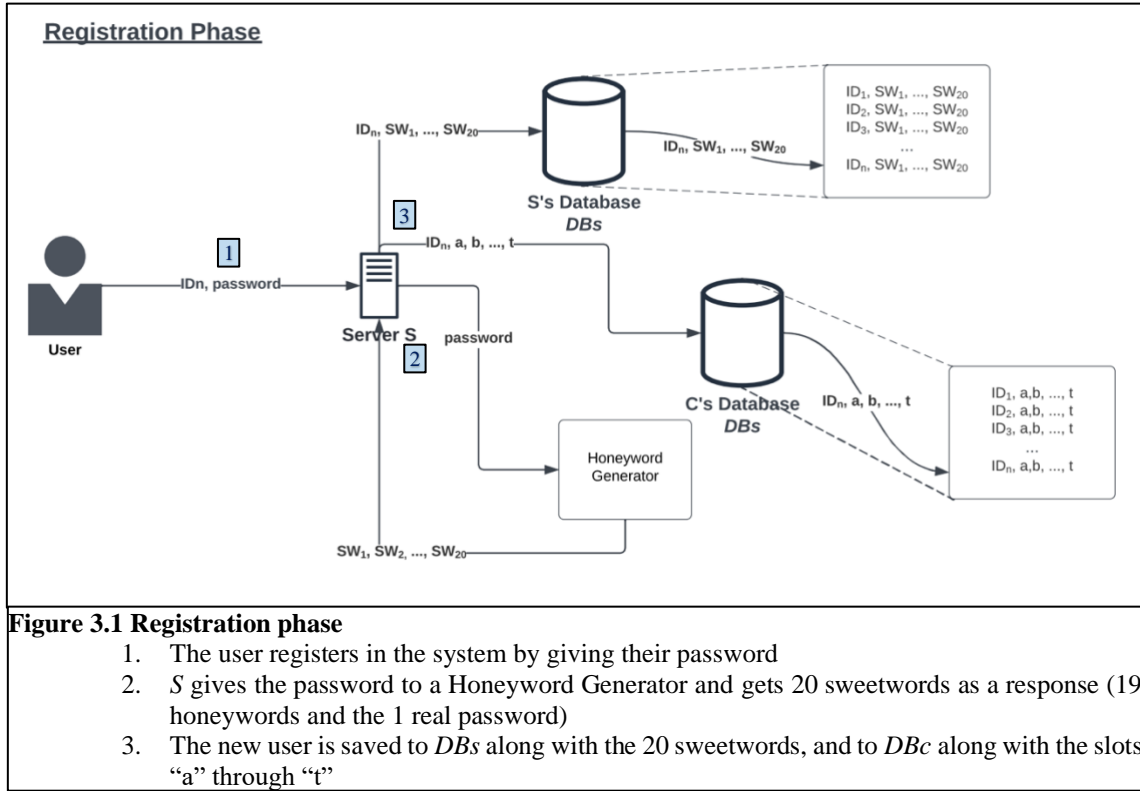 Registration Phase
ID₁, SW₁, ..., SW₂₀
ID₂, SW₁, ..., SW₂₀
ID₃, SW₁, ..., SW₂₀
...
IDₙ, SW₁, ..., SW₂₀
IDₙ, SW₁, ..., SW₂₀
IDₙ, SW₁, ..., SW₂₀
S's Database
DBs
3
1
IDₙ, a, b, ..., t
IDn, password
Server S
password
2
User
C's Database
DBs
IDₙ, a, b, ..., t
ID₁, a,b, ..., t
ID₂, a,b, ..., t
ID₃, a,b, ..., t
...
IDₙ, a,b, ..., t
Honeyword
Generator
SW₁, SW₂, ..., SW₂₀
Figure 3.1 Registration phase
1. The user registers in the system by giving their password
2. S gives the password to a Honeyword Generator and gets 20 sweetwords as a response (19
honeywords and the 1 real password)
3. The new user is saved to DBs along with the 20 sweetwords, and to DBc along with the slots
“a” through “t”